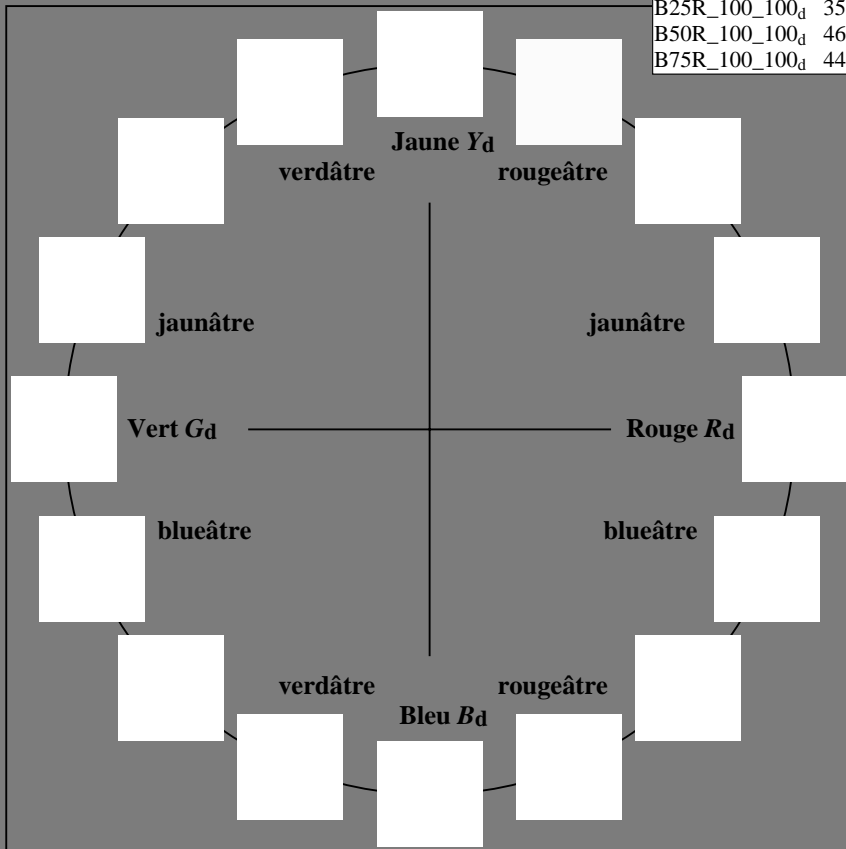 B25R_100_100d 35
B50R_100_100d 46
B75R_100_100d 44
Jaune Yd
verdâtre rougeâtre
jaunâtre jaunâtre
Vert Gd Rouge Rd
blueâtre blueâtre
verdâtre rougeâtre
Bleu Bd